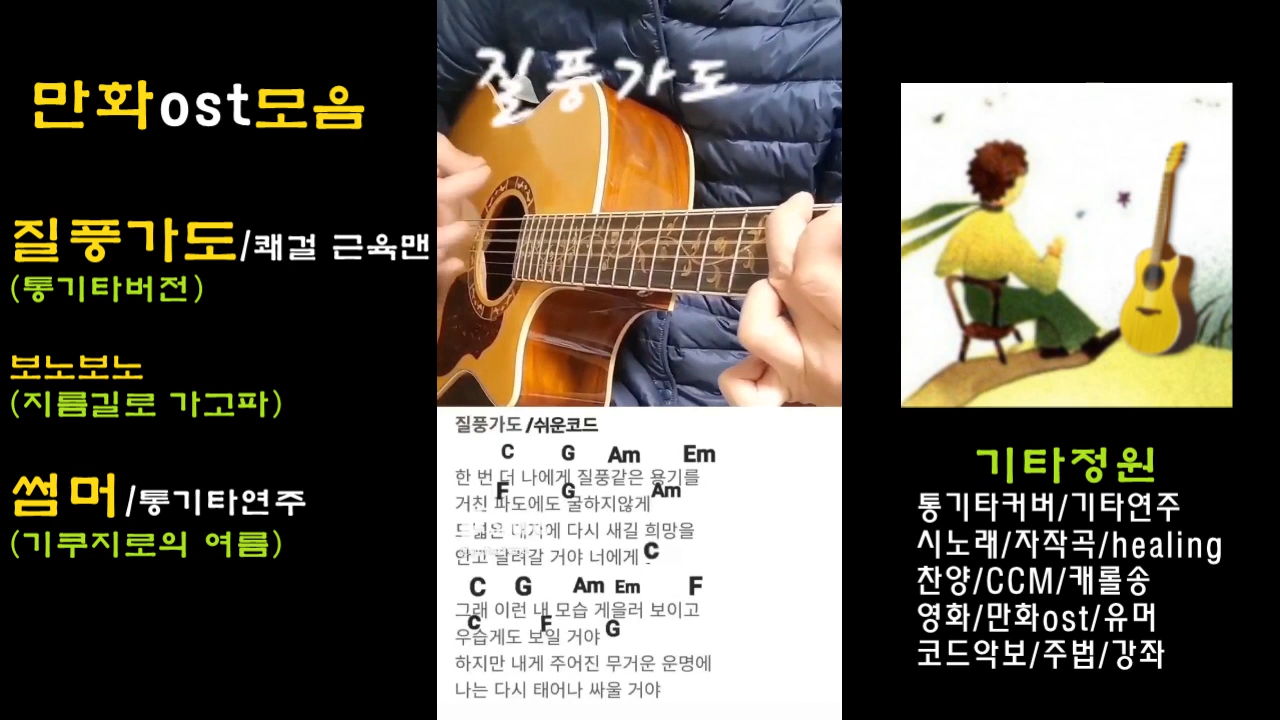 만화ost모음
질풍가도/쾌걸 근육맨
(통기타버전)
보노보노
(지름길로 가고파)
썸머/통기타연주
(기쿠지로의 여름)
질풍가도
질풍가도/쉬운코드
C G Am Em
한 번 더 나에게 질풍같은 용기를
F G Am
거친 파도에도 굴하지않게
드넓은 대지에 다시 새길 희망을
안고 달려갈 거야 너에게 C
C G Am Em F
그래 이런 내 모습 게을러 보이고
C F G
우습게도 보일 거야
하지만 내게 주어진 무거운 운명에
나는 다시 태어나 싸울 거야
기타정원
통기타커버/기타연주
시노래/자작곡/healing
찬양/CCM/캐롤송
영화/만화ost/유머
코드악보/주법/강좌